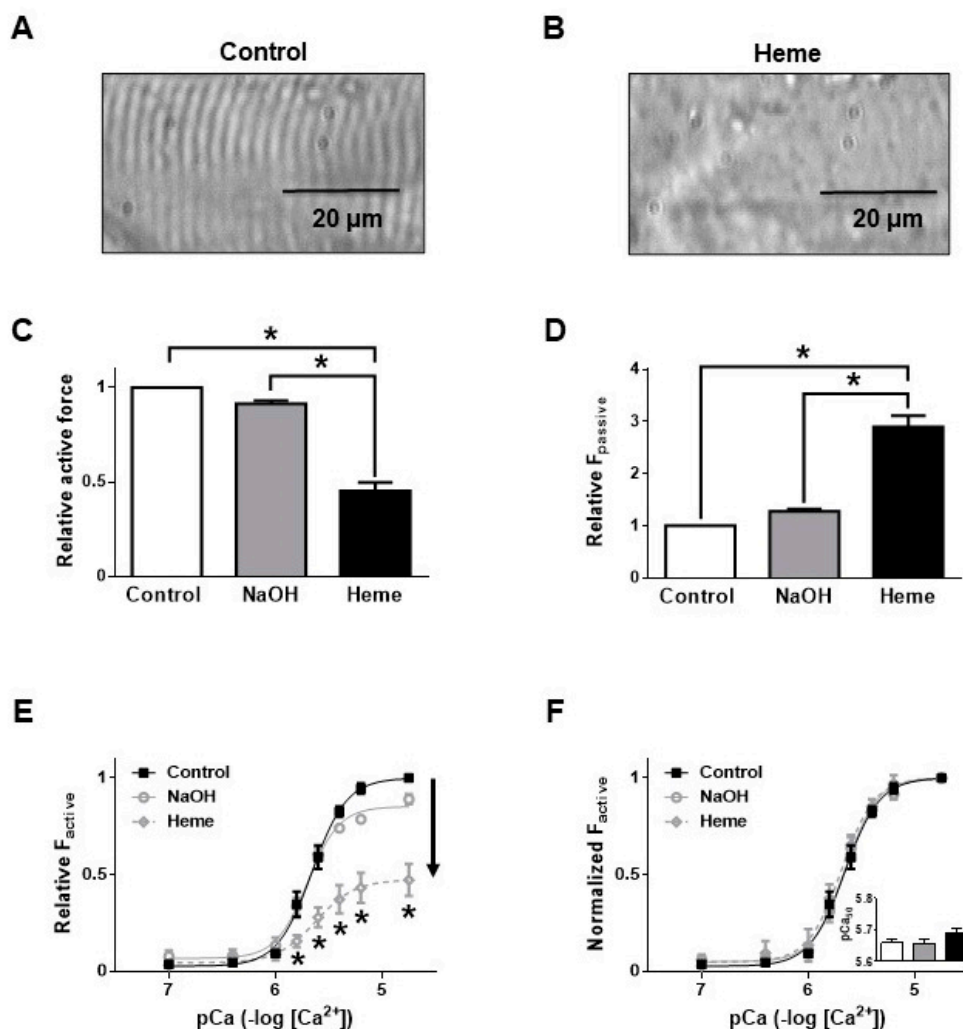 A
Control
20 µm
B
Heme
20 µm
C
Relative active force
1
0.5
0
Control NaOH Heme
*
*
D
Relative Fpassive
4
3
2
1
0
Control NaOH Heme
*
*
E
Relative Factive
1
0.5
0
Control
NaOH
Heme
* * * * *
7 6 5
pCa (-log [Ca²⁺])
F
Normalized Factive
1
0.5
0
Control
NaOH
Heme
pCa₅₀
5.8
5.7
5.6
7 6 5
pCa (-log [Ca²⁺])